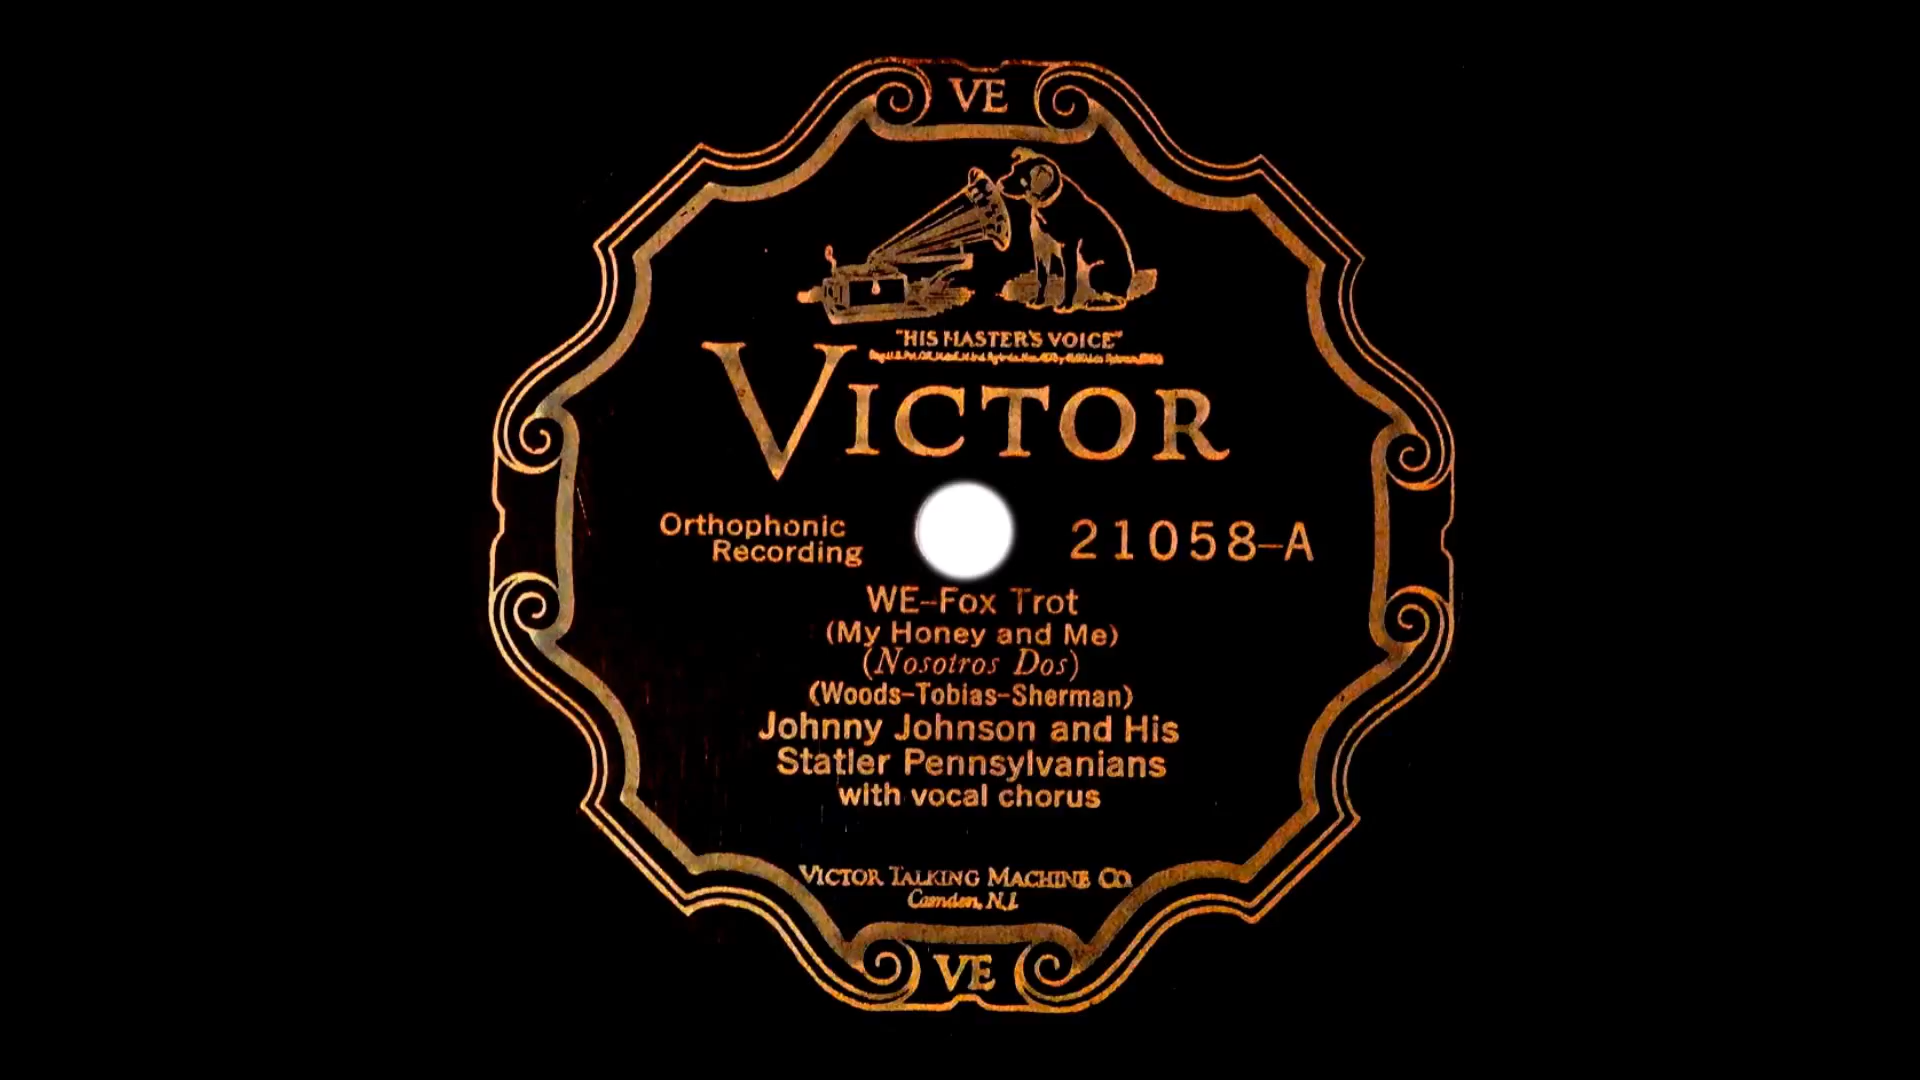 VE
"HIS MASTER'S VOICE"
VICTOR
Orthophonic
Recording
21058-A
WE-Fox Trot
(My Honey and Me)
(Nosotros Dos)
(Woods-Tobias-Sherman)
Johnny Johnson and His
Statler Pennsylvanians
with vocal chorus
VICTOR TALKING MACHINE CO.
Camden, N.J.
VE